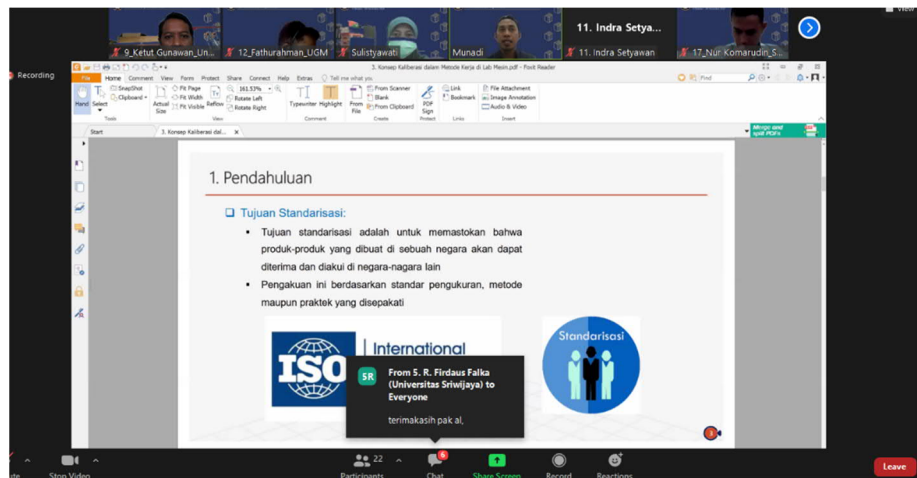 View
11. Indra Setya...
9_Ketut Gunawan_Un...
12_Fathurahman_UGM
Sulistyawati
Munadi
11. Indra Setyawan
17_Nur Komarudin_S...
Recording
3. Konsep Kaliberasi dalam Metode Kerja di Lab Mesin.pdf - Foxit Reader
File Home Comment View Form Protect Share Connect Help Extras Tell me what you Find
Hand
Select
SnapShot
Clipboard
Actual Size
Fit Page
Fit Width
Fit Visible
Reflow
161.53%
Rotate Left
Rotate Right
Typewriter
Highlight
From File
From Scanner
Blank
From Clipboard
PDF Sign
Link
Bookmark
File Attachment
Image Annotation
Audio & Video
Tools View Comment Create Protect Links Insert
Start
3. Konsep Kaliberasi dal...
Merge and split PDFs
1. Pendahuluan
Tujuan Standarisasi:
Tujuan standarisasi adalah untuk memastokan bahwa
produk-produk yang dibuat di sebuah negara akan dapat
diterima dan diakui di negara-nagara lain
Pengakuan ini berdasarkan standar pengukuran, metode
maupun praktek yang disepakati
ISO
International
Standarisasi
5R
From 5. R. Firdaus Falka
(Universitas Sriwijaya) to
Everyone
terimakasih pak al,
22
6
Stop Video
Participants
Chat
Share Screen
Record
Reactions
Leave